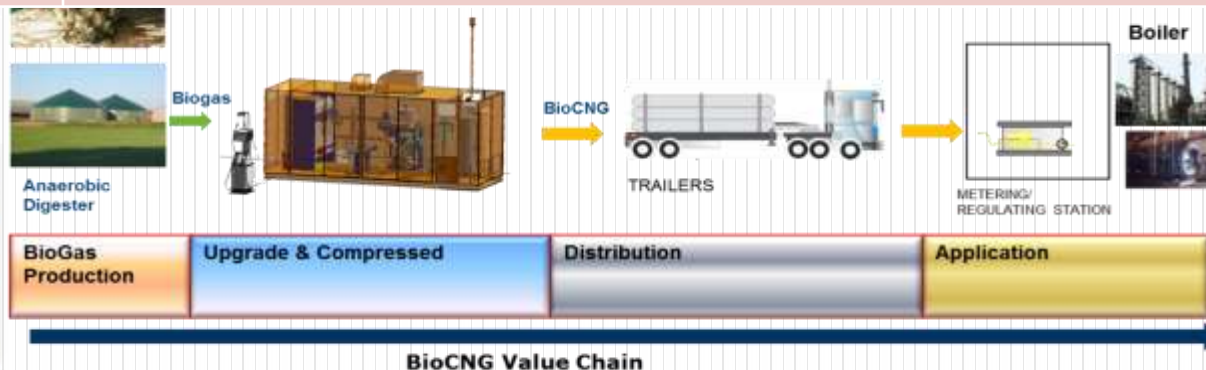 Boiler
Biogas
BioCNG
Anaerobic
Digester
TRAILERS
METERING/
REGULATING STATION
BioGas
Production
Upgrade & Compressed
Distribution
Application
BioCNG Value Chain